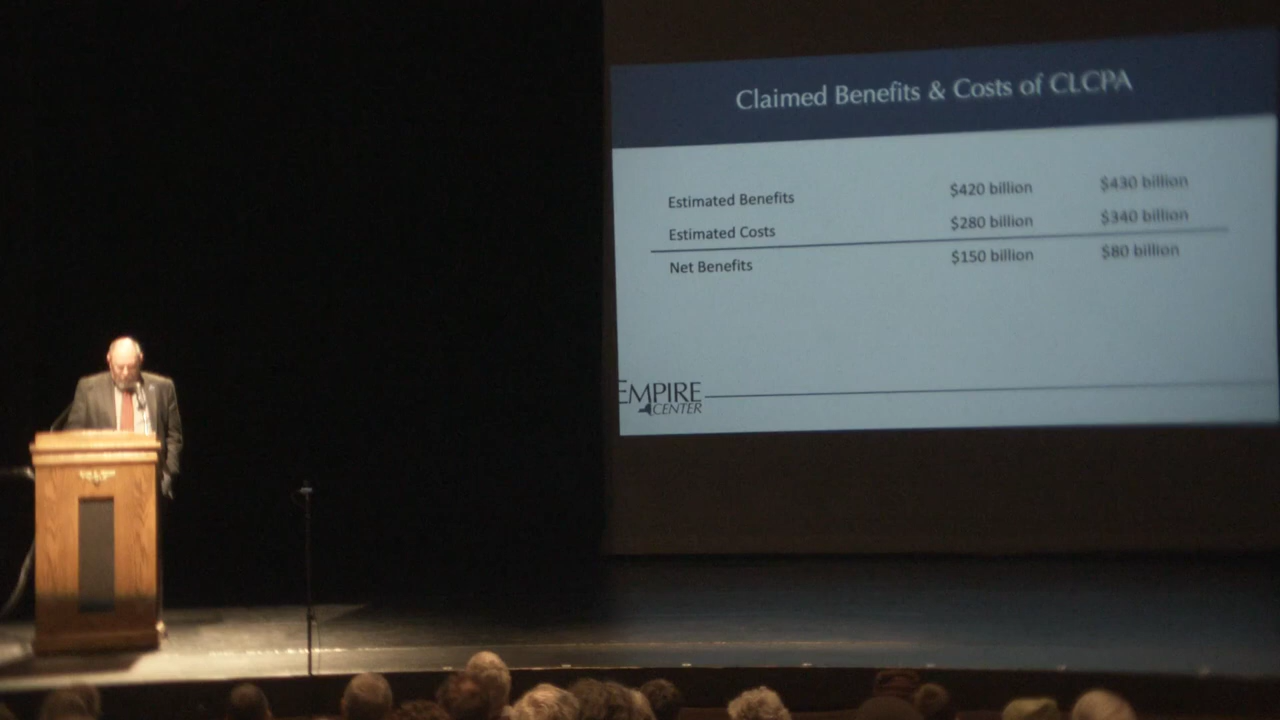 Claimed Benefits & Costs of CLCPA
Estimated Benefits $420 billion $430 billion
Estimated Costs $280 billion $340 billion
Net Benefits $150 billion $80 billion
EMPIRE
CENTER